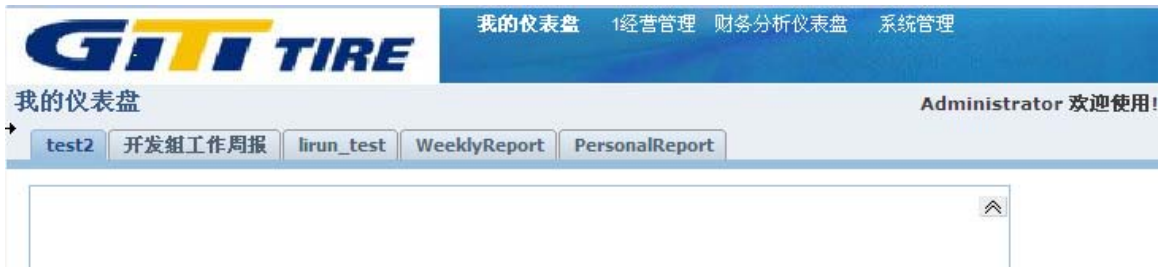 GITI TIRE
我的仪表盘 1经营管理 财务分析仪表盘 系统管理
我的仪表盘 Administrator 欢迎使用!
test2 开发组工作周报 lirun_test WeeklyReport PersonalReport